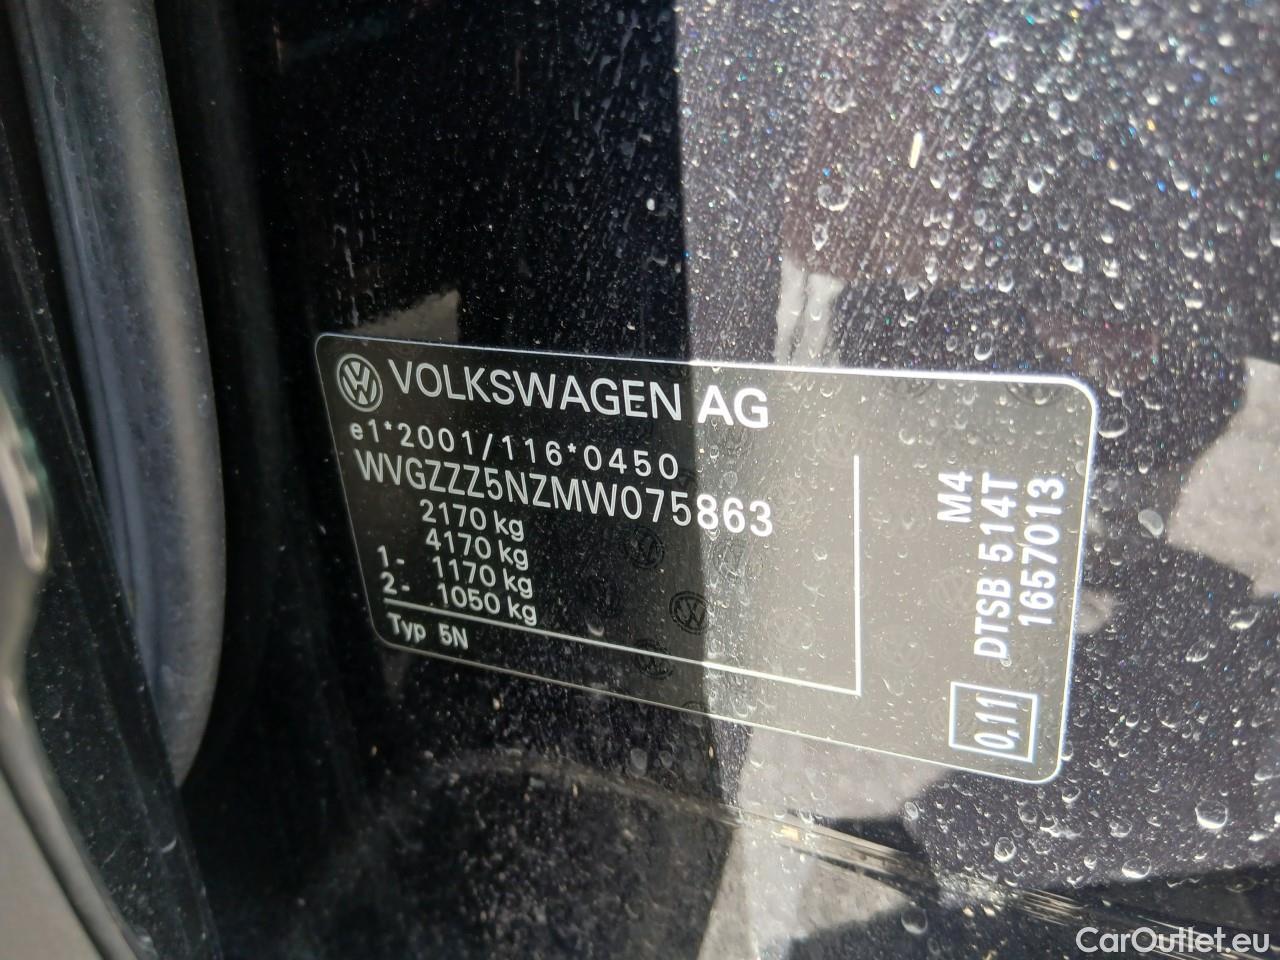 VOLKSWAGEN AG
e1*2001/116*0450
WVGZZZ5NZMW075863
2170 kg
4170 kg
1- 1170 kg
2- 1050 kg
Typ 5N
M4
DTSB 514T
1657013
0,11
CarOutlet.eu